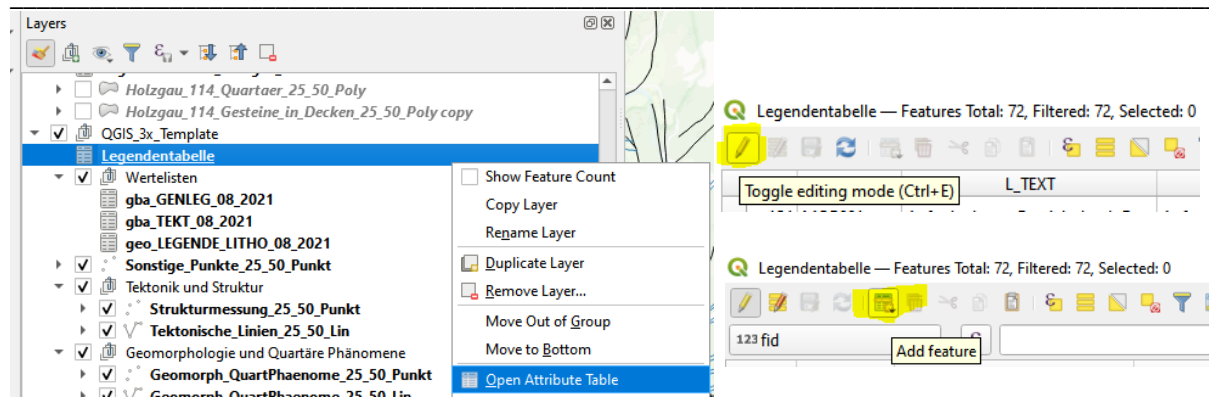 Layers
Holzgau_114_Quartaer_25_50_Poly
Holzgau_114_Gesteine_in_Decken_25_50_Poly copy
QGIS_3x_Template
Legendentabelle
Wertelisten
gba_GENLEG_08_2021
gba_TEKT_08_2021
geo_LEGENDE_LITHO_08_2021
Sonstige_Punkte_25_50_Punkt
Tektonik und Struktur
Strukturmessung_25_50_Punkt
Tektonische_Linien_25_50_Lin
Geomorphologie und Quartäre Phänomene
Geomorph_QuartPhaenome_25_50_Punkt
Geomorph_QuartPhaenome_25_50_Lin
Show Feature Count
Copy Layer
Rename Layer
Duplicate Layer
Remove Layer...
Move Out of Group
Move to Bottom
Open Attribute Table
Legendentabelle — Features Total: 72, Filtered: 72, Selected: 0
Toggle editing mode (Ctrl+E)
L_TEXT
Legendentabelle — Features Total: 72, Filtered: 72, Selected: 0
123 fid
Add feature